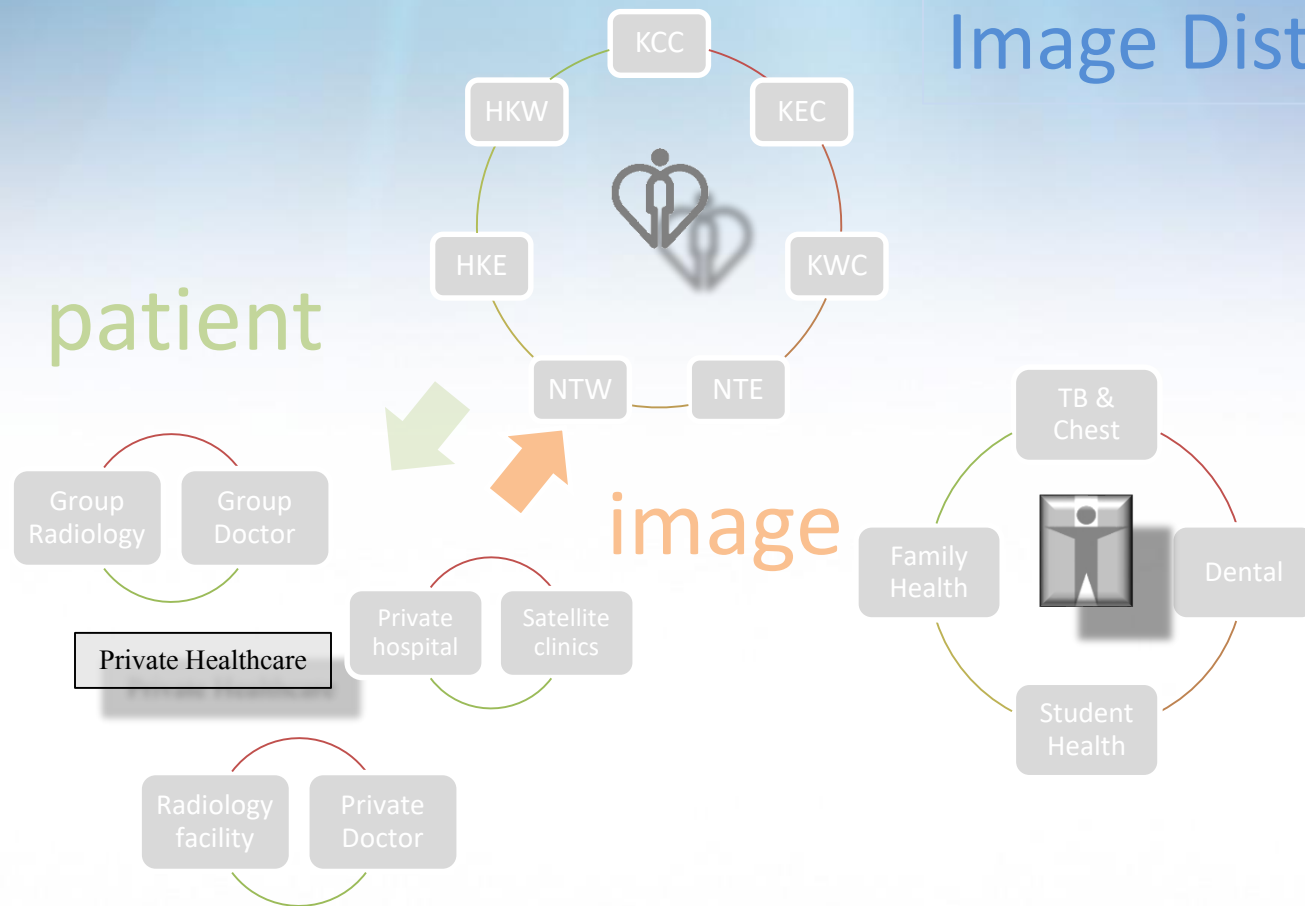 Image Dist
KCC
HKW
KEC
HKE
KWC
NTW
NTE
patient
image
Group
Radiology
Group
Doctor
Private
hospital
Satellite
clinics
Private Healthcare
Radiology
facility
Private
Doctor
TB &
Chest
Family
Health
Dental
Student
Health